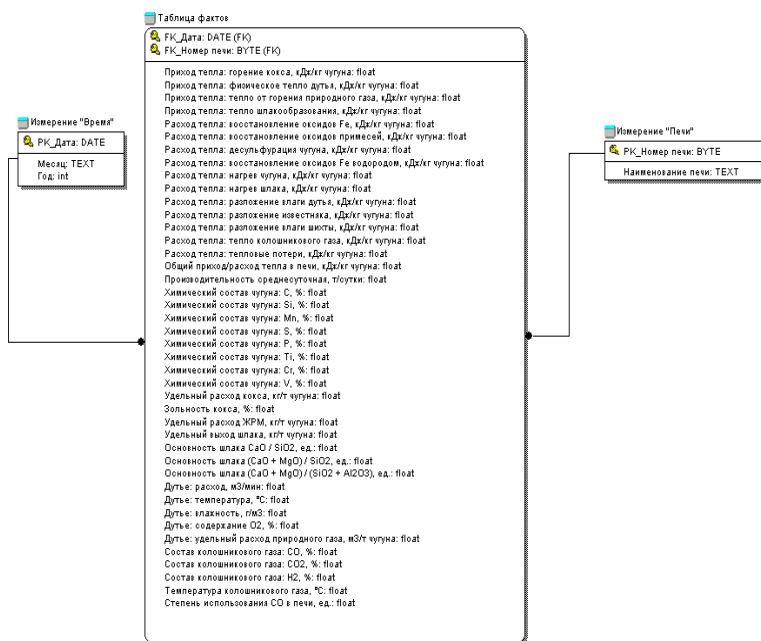 Таблица фактов
FK_Дата: DATE (FK)
FK_Номер печи: BYTE (FK)
Приход тепла: горение кокса, кДж/кг чугуна: float
Приход тепла: физическое тепло дутья, кДж/кг чугуна: float
Приход тепла: тепло от горения природного газа, кДж/кг чугуна: float
Приход тепла: тепло шлакообразования, кДж/кг чугуна: float
Расход тепла: восстановление оксидов Fe, кДж/кг чугуна: float
Расход тепла: восстановление оксидов примесей, кДж/кг чугуна: float
Расход тепла: десульфурация чугуна, кДж/кг чугуна: float
Расход тепла: восстановление оксидов Fe водородом, кДж/кг чугуна: float
Расход тепла: нагрев чугуна, кДж/кг чугуна: float
Расход тепла: нагрев шлака, кДж/кг чугуна: float
Расход тепла: разложение влаги дутья, кДж/кг чугуна: float
Расход тепла: разложение известняка, кДж/кг чугуна: float
Расход тепла: разложение влаги шихты, кДж/кг чугуна: float
Расход тепла: тепло колошникового газа, кДж/кг чугуна: float
Расход тепла: тепловые потери, кДж/кг чугуна: float
Общий приход/расход тепла в печи, кДж/кг чугуна: float
Производительность среднесуточная, т/сутки: float
Химический состав чугуна: C, %: float
Химический состав чугуна: Si, %: float
Химический состав чугуна: Mn, %: float
Химический состав чугуна: S, %: float
Химический состав чугуна: P, %: float
Химический состав чугуна: Ti, %: float
Химический состав чугуна: Cr, %: float
Химический состав чугуна: V, %: float
Удельный расход кокса, кг/т чугуна: float
Зольность кокса, %: float
Удельный расход ЖРМ, кг/т чугуна: float
Удельный выход шлака, кг/т чугуна: float
Основность шлака CaO / SiO2, ед.: float
Основность шлака (CaO + MgO) / SiO2, ед.: float
Основность шлака (CaO + MgO) / (SiO2 + Al2O3), ед.: float
Дутье: расход, м3/мин: float
Дутье: температура, °C: float
Дутье: влажность, г/м3: float
Дутье: содержание O2, %: float
Дутье: удельный расход природного газа, м3/т чугуна: float
Состав колошникового газа: CO, %: float
Состав колошникового газа: CO2, %: float
Состав колошникового газа: H2, %: float
Температура колошникового газа, °C: float
Степень использования CO в печи, ед.: float
Измерение "Время"
PK_Дата: DATE
Месяц: TEXT
Год: int
Измерение "Печи"
PK_Номер печи: BYTE
Наименование печи: TEXT